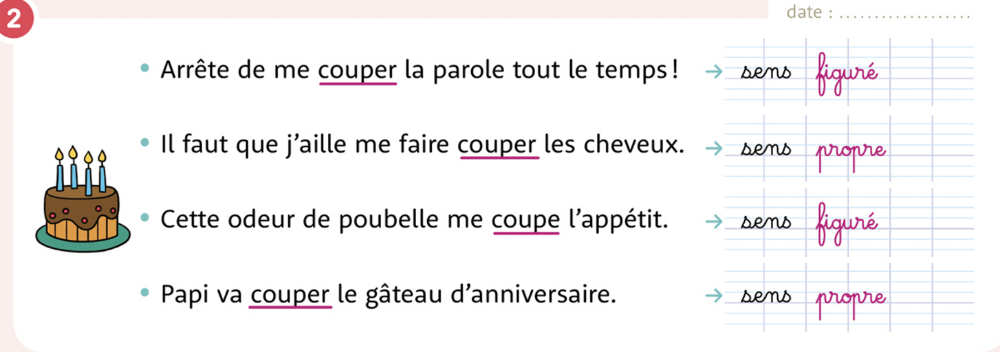 2
date : ...................
• Arrête de me couper la parole tout le temps ! → sens figuré
• Il faut que j’aille me faire couper les cheveux. → sens propre
• Cette odeur de poubelle me coupe l’appétit. → sens figuré
• Papi va couper le gâteau d’anniversaire. → sens propre